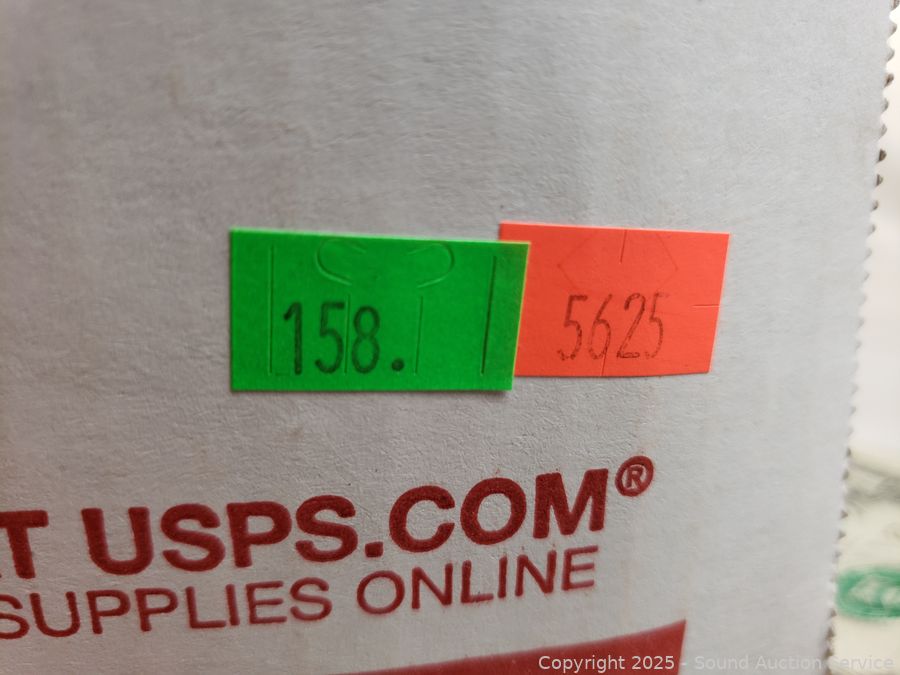 158.
5625
T USPS.COM®
SUPPLIES ONLINE
Copyright 2025 - Sound Auction Service